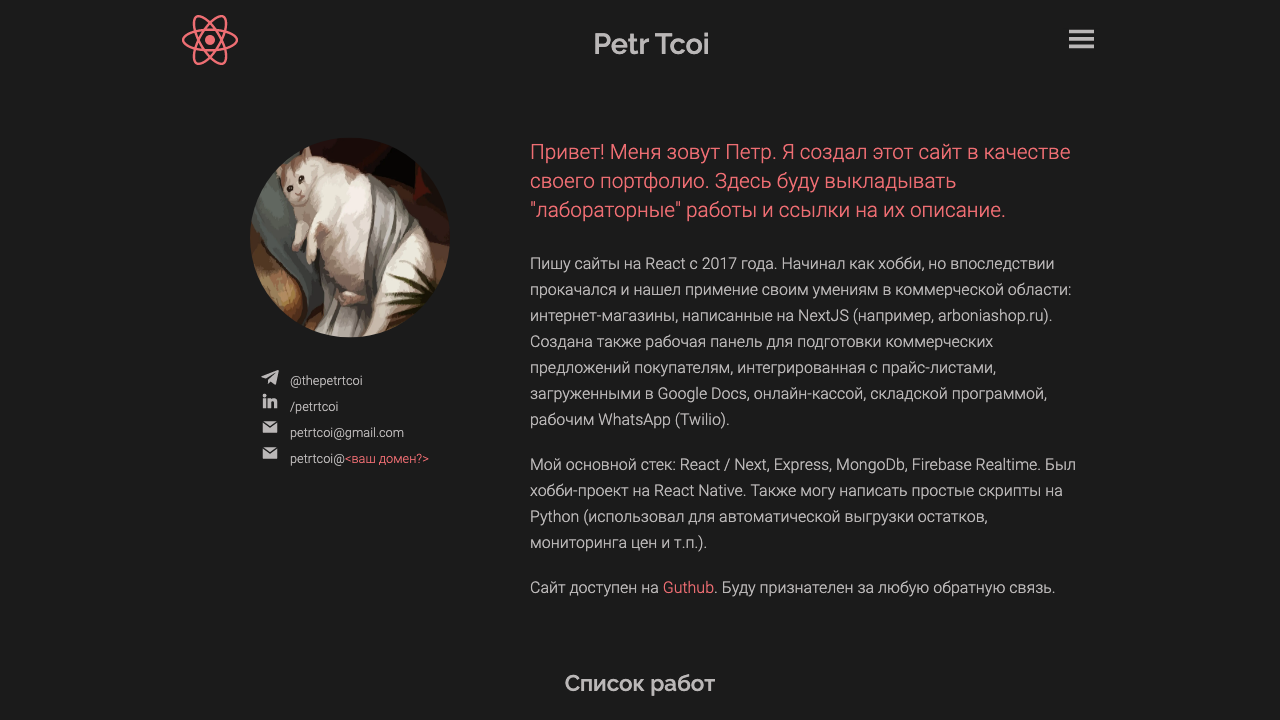 Petr Tcoi
Привет! Меня зовут Петр. Я создал этот сайт в качестве
своего портфолио. Здесь буду выкладывать
"лабораторные" работы и ссылки на их описание.
Пишу сайты на React с 2017 года. Начинал как хобби, но впоследствии
прокачался и нашел примение своим умениям в коммерческой области:
интернет-магазины, написанные на NextJS (например, arboniashop.ru).
Создана также рабочая панель для подготовки коммерческих
предложений покупателям, интегрированная с прайс-листами,
загруженными в Google Docs, онлайн-кассой, складской программой,
рабочим WhatsApp (Twilio).
Мой основной стек: React / Next, Express, MongoDb, Firebase Realtime. Был
хобби-проект на React Native. Также могу написать простые скрипты на
Python (использовал для автоматической выгрузки остатков,
мониторинга цен и т.п.).
Сайт доступен на Guthub. Буду признателен за любую обратную связь.
@thepetrtcoi
/petrtcoi
petrtcoi@gmail.com
petrtcoi@<ваш домен?>
Список работ